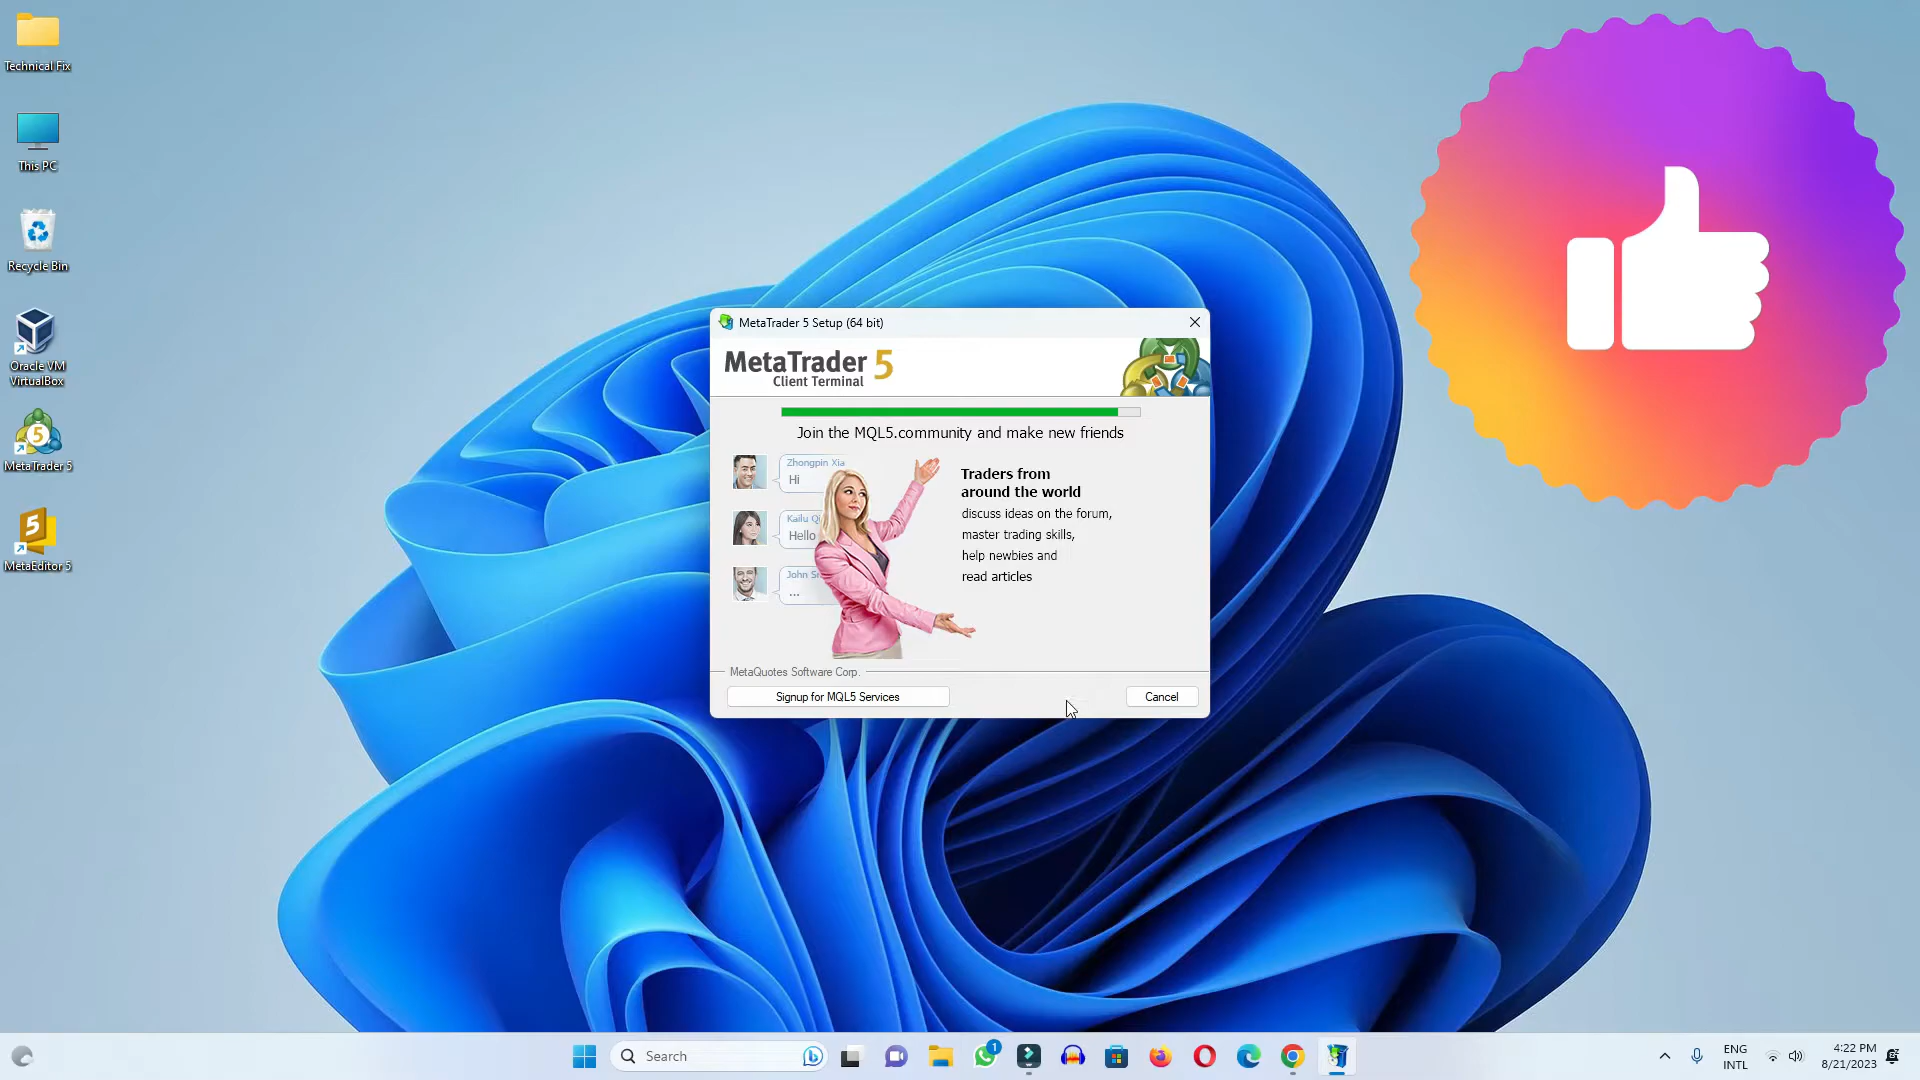 Technical Fix
This PC
Recycle Bin
Oracle VM
VirtualBox
5
MetaTrader 5
5
MetaEditor 5
MetaTrader 5 Setup (64 bit)
MetaTrader 5
Client Terminal
Join the MQL5.community and make new friends
Zhongpin Xia
Hi
Kailu
Hello
John
...
Traders from
around the world
discuss ideas on the forum,
master trading skills,
help newbies and
read articles
MetaQuotes Software Corp.
Signup for MQL5 Services
Cancel
Search
1
ENG
INTL
4:22 PM
8/21/2023